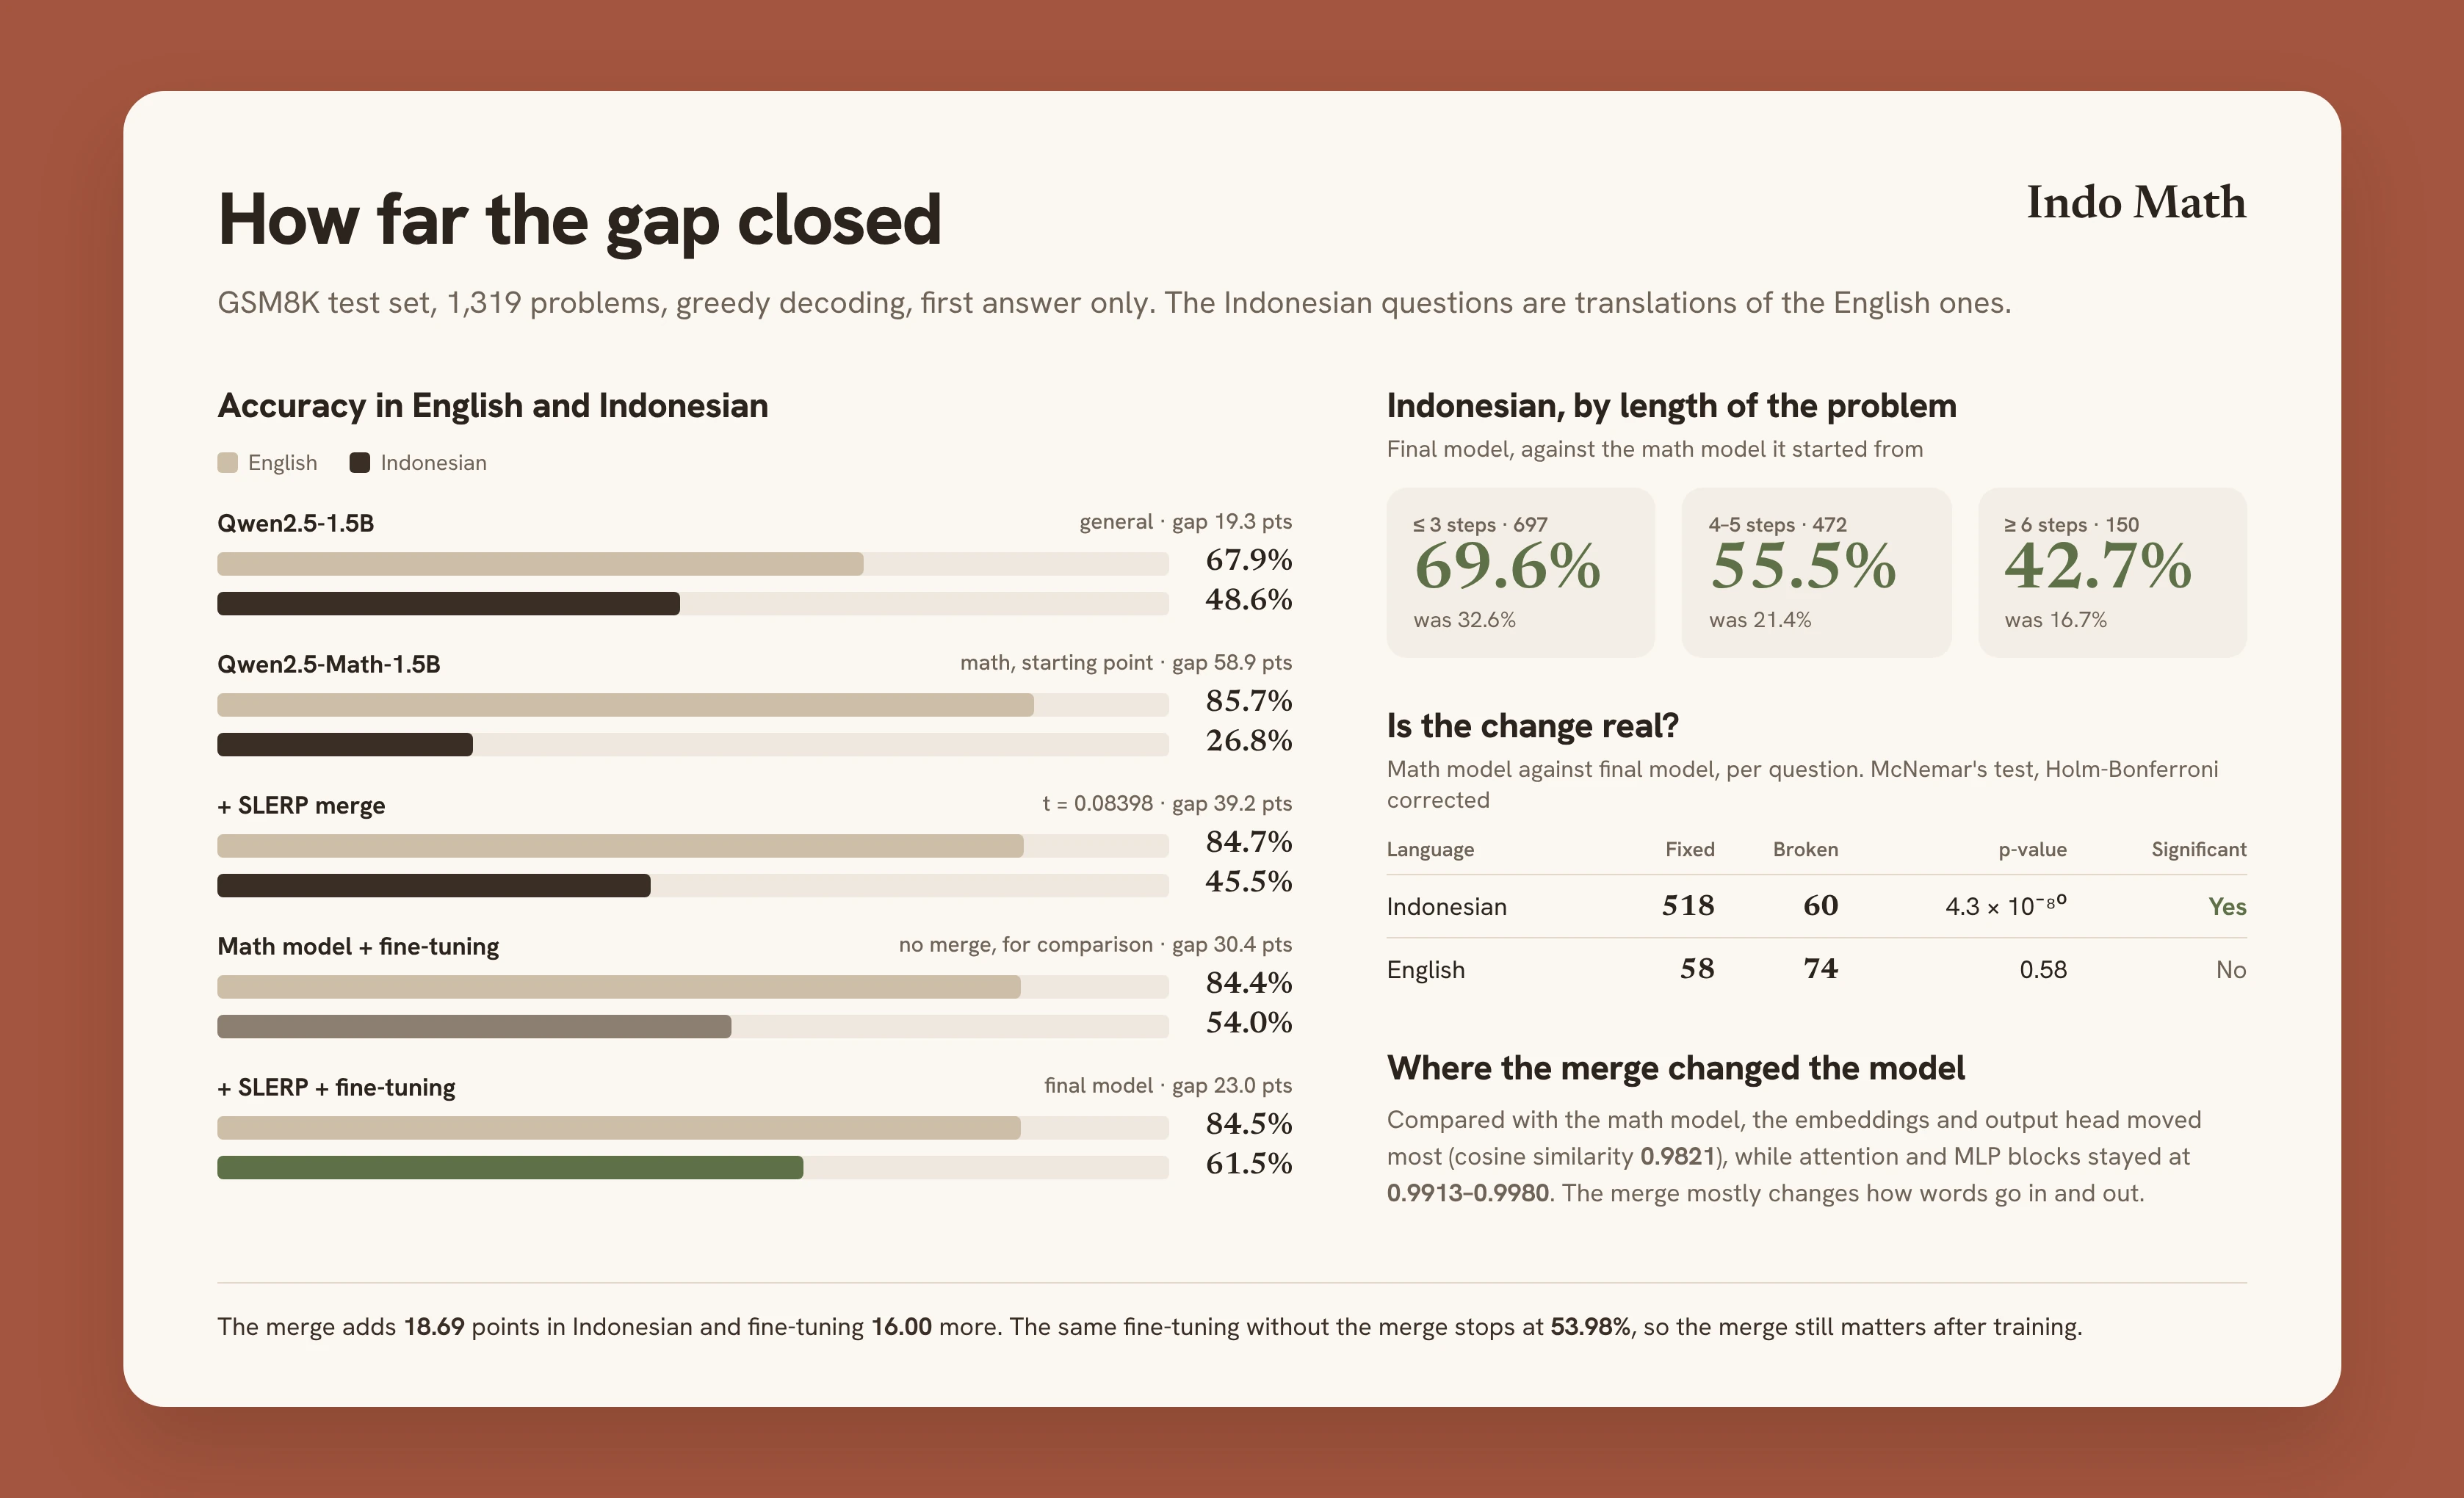 How far the gap closed
Indo Math
GSM8K test set, 1,319 problems, greedy decoding, first answer only. The Indonesian questions are translations of the English ones.
Accuracy in English and Indonesian
English
Indonesian
Qwen2.5-1.5B
general · gap 19.3 pts
67.9%
48.6%
Qwen2.5-Math-1.5B
math, starting point · gap 58.9 pts
85.7%
26.8%
+ SLERP merge
t = 0.08398 · gap 39.2 pts
84.7%
45.5%
Math model + fine-tuning
no merge, for comparison · gap 30.4 pts
84.4%
54.0%
+ SLERP + fine-tuning
final model · gap 23.0 pts
84.5%
61.5%
Indonesian, by length of the problem
Final model, against the math model it started from
≤ 3 steps · 697
69.6%
was 32.6%
4–5 steps · 472
55.5%
was 21.4%
≥ 6 steps · 150
42.7%
was 16.7%
Is the change real?
Math model against final model, per question. McNemar's test, Holm-Bonferroni
corrected
Language Fixed Broken p-value Significant
Indonesian 518 60 4.3 × 10⁻₈⁰ Yes
English 58 74 0.58 No
Where the merge changed the model
Compared with the math model, the embeddings and output head moved
most (cosine similarity 0.9821), while attention and MLP blocks stayed at
0.9913–0.9980. The merge mostly changes how words go in and out.
The merge adds 18.69 points in Indonesian and fine-tuning 16.00 more. The same fine-tuning without the merge stops at 53.98%, so the merge still matters after training.